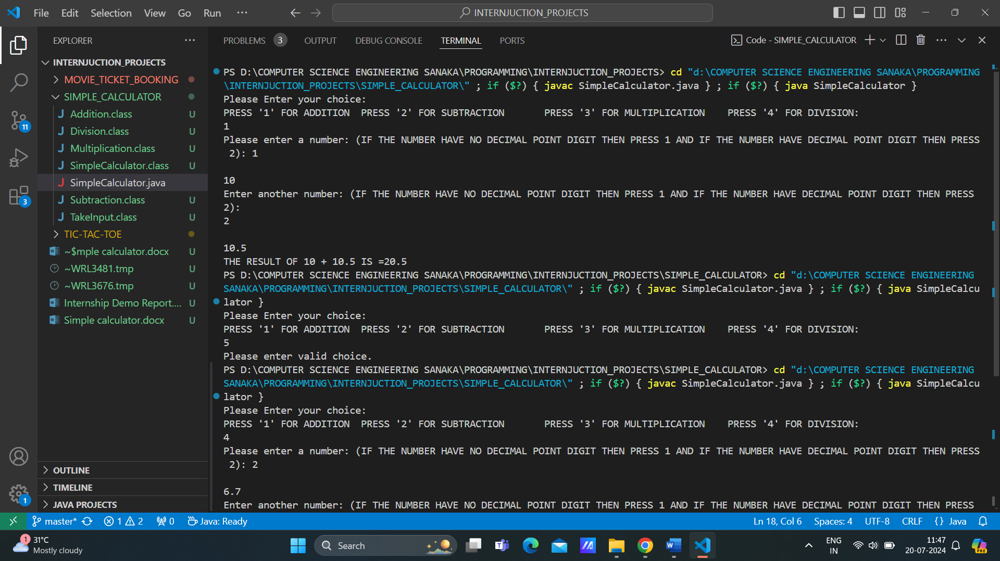 File Edit Selection View Go Run ···
INTERNJUCTION_PROJECTS
EXPLORER ···
PROBLEMS 3 OUTPUT DEBUG CONSOLE TERMINAL PORTS
Code - SIMPLE_CALCULATOR
INTERNJUCTION_PROJECTS
MOVIE_TICKET_BOOKING
SIMPLE_CALCULATOR
Addition.class U
Division.class U
Multiplication.class U
SimpleCalculator.class U
SimpleCalculator.java
Subtraction.class U
TakeInput.class U
TIC-TAC-TOE
~$mple calculator.docx U
~WRL3481.tmp U
~WRL3676.tmp U
Internship Demo Report.... U
Simple calculator.docx U
OUTLINE
TIMELINE
JAVA PROJECTS
11
3
1
PS D:\COMPUTER SCIENCE ENGINEERING SANAKA\PROGRAMMING\INTERNJUCTION_PROJECTS> cd "d:\COMPUTER SCIENCE ENGINEERING SANAKA\PROGRAMMING
\INTERNJUCTION_PROJECTS\SIMPLE_CALCULATOR\" ; if ($?) { javac SimpleCalculator.java } ; if ($?) { java SimpleCalculator }
Please Enter your choice:
PRESS '1' FOR ADDITION  PRESS '2' FOR SUBTRACTION       PRESS '3' FOR MULTIPLICATION    PRESS '4' FOR DIVISION:
1
Please enter a number: (IF THE NUMBER HAVE NO DECIMAL POINT DIGIT THEN PRESS 1 AND IF THE NUMBER HAVE DECIMAL POINT DIGIT THEN PRESS
2): 1
10
Enter another number: (IF THE NUMBER HAVE NO DECIMAL POINT DIGIT THEN PRESS 1 AND IF THE NUMBER HAVE DECIMAL POINT DIGIT THEN PRESS
2):
2
10.5
THE RESULT OF 10 + 10.5 IS =20.5
PS D:\COMPUTER SCIENCE ENGINEERING SANAKA\PROGRAMMING\INTERNJUCTION_PROJECTS\SIMPLE_CALCULATOR> cd "d:\COMPUTER SCIENCE ENGINEERING
SANAKA\PROGRAMMING\INTERNJUCTION_PROJECTS\SIMPLE_CALCULATOR\" ; if ($?) { javac SimpleCalculator.java } ; if ($?) { java SimpleCalcu
lator }
Please Enter your choice:
PRESS '1' FOR ADDITION  PRESS '2' FOR SUBTRACTION       PRESS '3' FOR MULTIPLICATION    PRESS '4' FOR DIVISION:
5
Please enter valid choice.
PS D:\COMPUTER SCIENCE ENGINEERING SANAKA\PROGRAMMING\INTERNJUCTION_PROJECTS\SIMPLE_CALCULATOR> cd "d:\COMPUTER SCIENCE ENGINEERING
SANAKA\PROGRAMMING\INTERNJUCTION_PROJECTS\SIMPLE_CALCULATOR\" ; if ($?) { javac SimpleCalculator.java } ; if ($?) { java SimpleCalcu
lator }
Please Enter your choice:
PRESS '1' FOR ADDITION  PRESS '2' FOR SUBTRACTION       PRESS '3' FOR MULTIPLICATION    PRESS '4' FOR DIVISION:
4
Please enter a number: (IF THE NUMBER HAVE NO DECIMAL POINT DIGIT THEN PRESS 1 AND IF THE NUMBER HAVE DECIMAL POINT DIGIT THEN PRESS
2): 2
6.7
Enter another number: (IF THE NUMBER HAVE NO DECIMAL POINT DIGIT THEN PRESS 1 AND IF THE NUMBER HAVE DECIMAL POINT DIGIT THEN PRESS
master* 1 2 0 Java: Ready
Ln 18, Col 6 Spaces: 4 UTF-8 CRLF {} Java
1 31°C
Mostly cloudy
Search
ENG
IN
11:47
20-07-2024
PRE